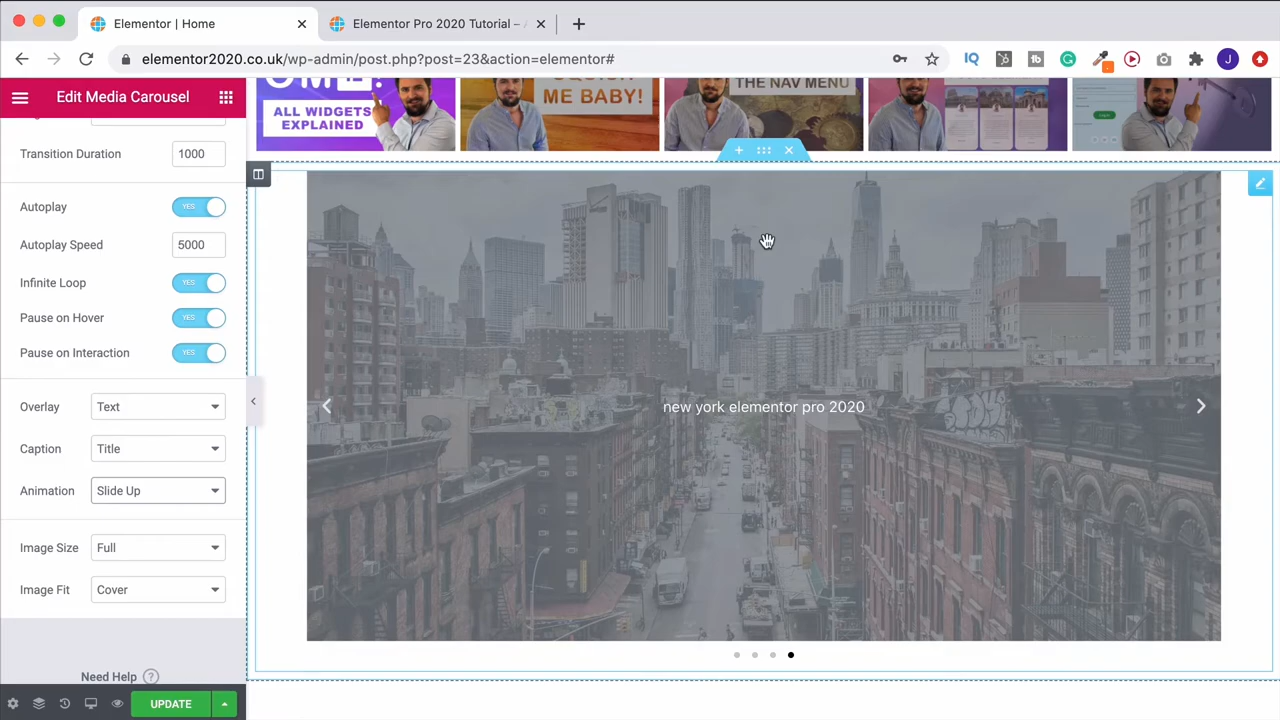 Elementor | Home
Elementor Pro 2020 Tutorial –
elementor2020.co.uk/wp-admin/post.php?post=23&action=elementor#
IQ
J
Edit Media Carousel
ALL WIDGETS
EXPLAINED
ME BABY!
THE NAV MENU
Transition Duration
1000
Autoplay
YES
Autoplay Speed
5000
Infinite Loop
YES
Pause on Hover
YES
Pause on Interaction
YES
Overlay
Text
Caption
Title
Animation
Slide Up
Image Size
Full
Image Fit
Cover
new york elementor pro 2020
Need Help
?
UPDATE